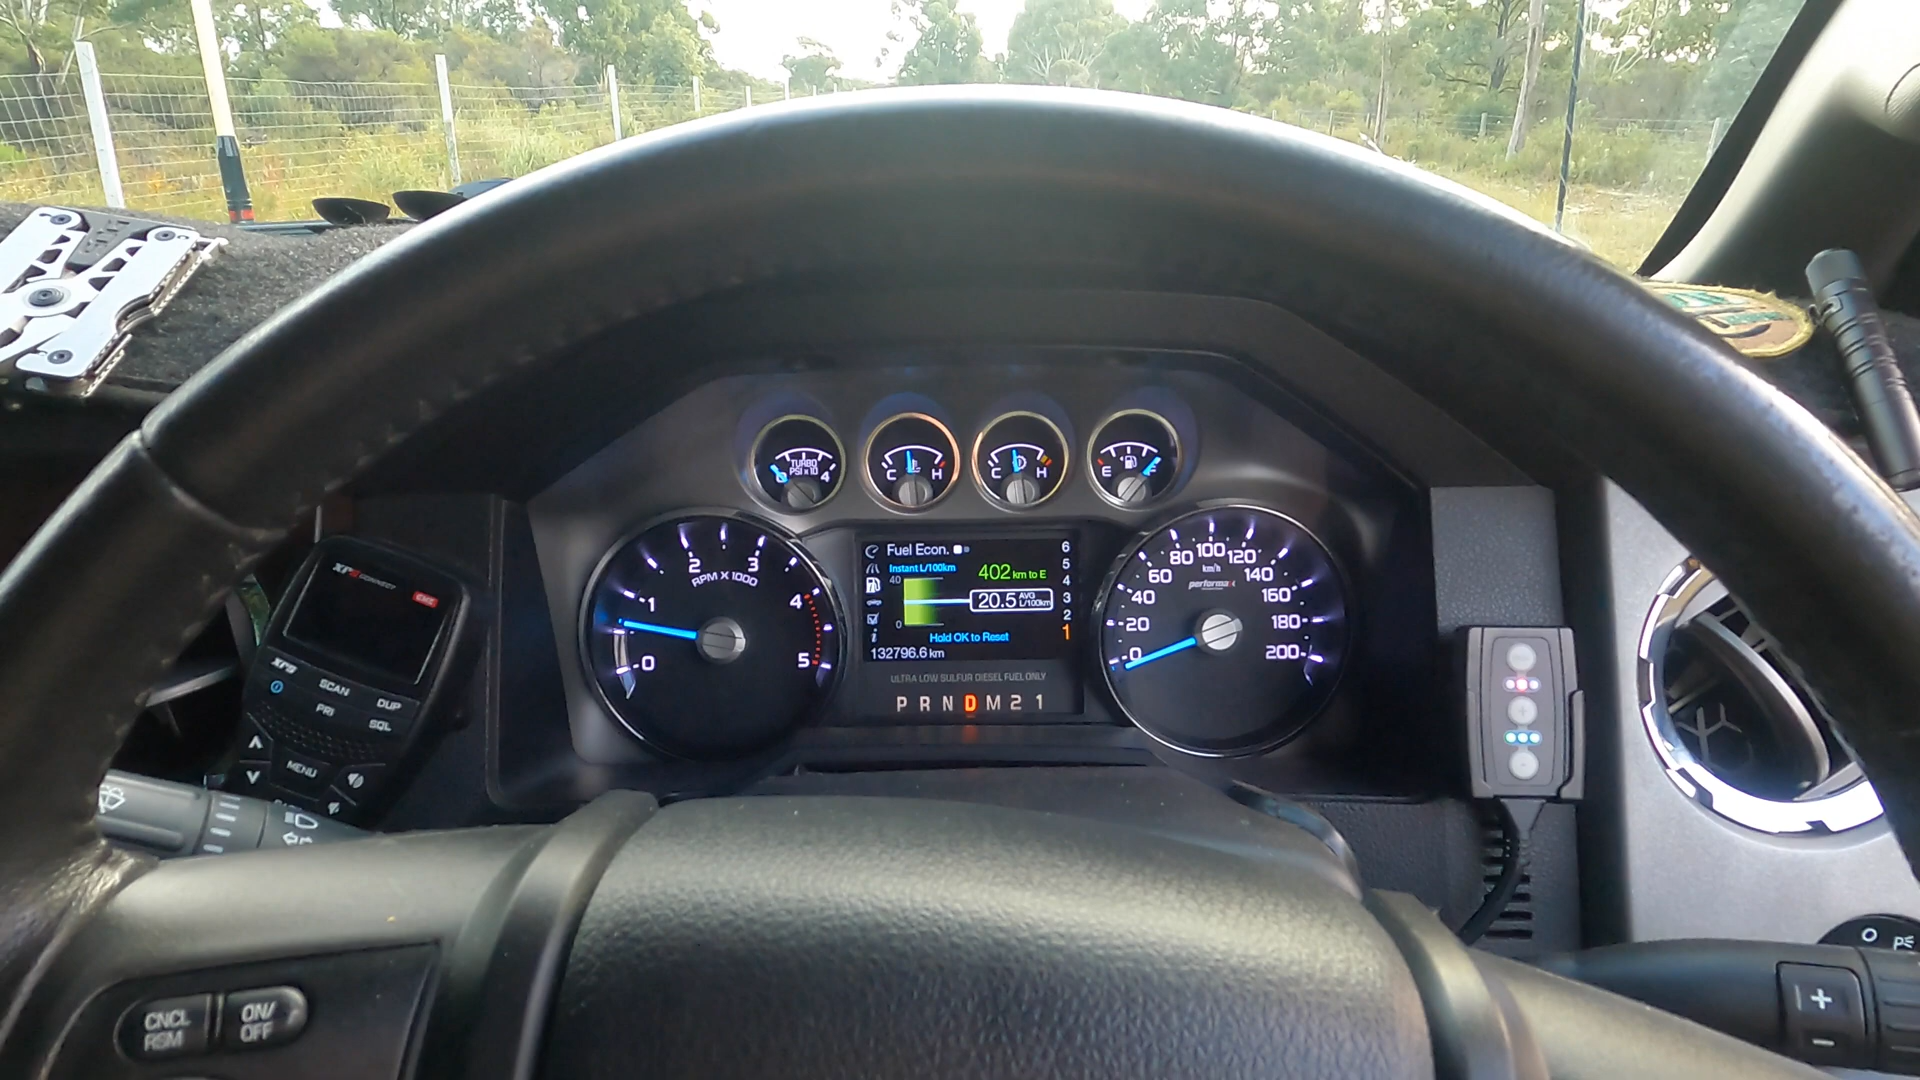 TURBO
PSI x 10
0 4
C H
C H
E F
0 1 2 3 4 5
RPM X 1000
Fuel Econ.
Instant L/100km
40
0
402 km to E
20.5 AVG L/100km
Hold OK to Reset
132796.6 km
6
5
4
3
2
1
ULTRA LOW SULFUR DIESEL FUEL ONLY
P R N D M 2 1
0 20 40 60 80 100 120 140 160 180 200
km/h
performax
XRS CONNECT
GME
XRS
SCAN
DUP
PRI
SQL
MENU
CNCL
RSM
ON/
OFF
+
−